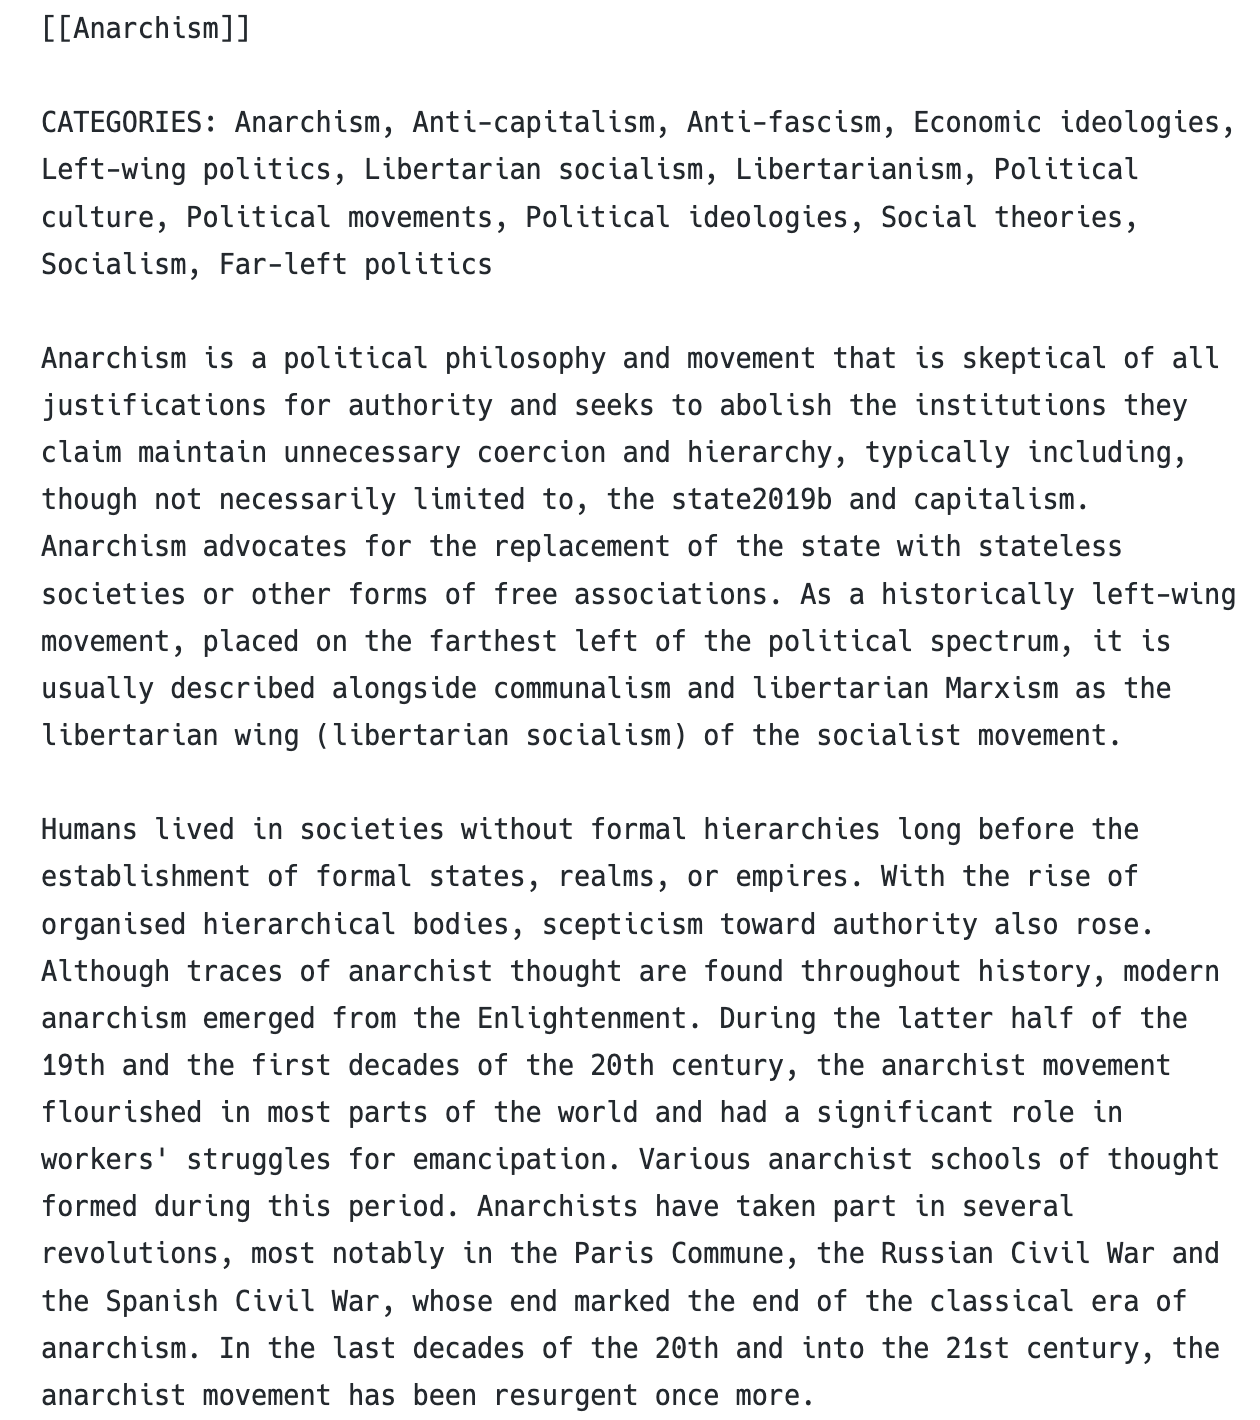 [[Anarchism]]
CATEGORIES: Anarchism, Anti-capitalism, Anti-fascism, Economic ideologies,
Left-wing politics, Libertarian socialism, Libertarianism, Political
culture, Political movements, Political ideologies, Social theories,
Socialism, Far-left politics
Anarchism is a political philosophy and movement that is skeptical of all
justifications for authority and seeks to abolish the institutions they
claim maintain unnecessary coercion and hierarchy, typically including,
though not necessarily limited to, the state2019b and capitalism.
Anarchism advocates for the replacement of the state with stateless
societies or other forms of free associations. As a historically left-wing
movement, placed on the farthest left of the political spectrum, it is
usually described alongside communalism and libertarian Marxism as the
libertarian wing (libertarian socialism) of the socialist movement.
Humans lived in societies without formal hierarchies long before the
establishment of formal states, realms, or empires. With the rise of
organised hierarchical bodies, scepticism toward authority also rose.
Although traces of anarchist thought are found throughout history, modern
anarchism emerged from the Enlightenment. During the latter half of the
19th and the first decades of the 20th century, the anarchist movement
flourished in most parts of the world and had a significant role in
workers' struggles for emancipation. Various anarchist schools of thought
formed during this period. Anarchists have taken part in several
revolutions, most notably in the Paris Commune, the Russian Civil War and
the Spanish Civil War, whose end marked the end of the classical era of
anarchism. In the last decades of the 20th and into the 21st century, the
anarchist movement has been resurgent once more.